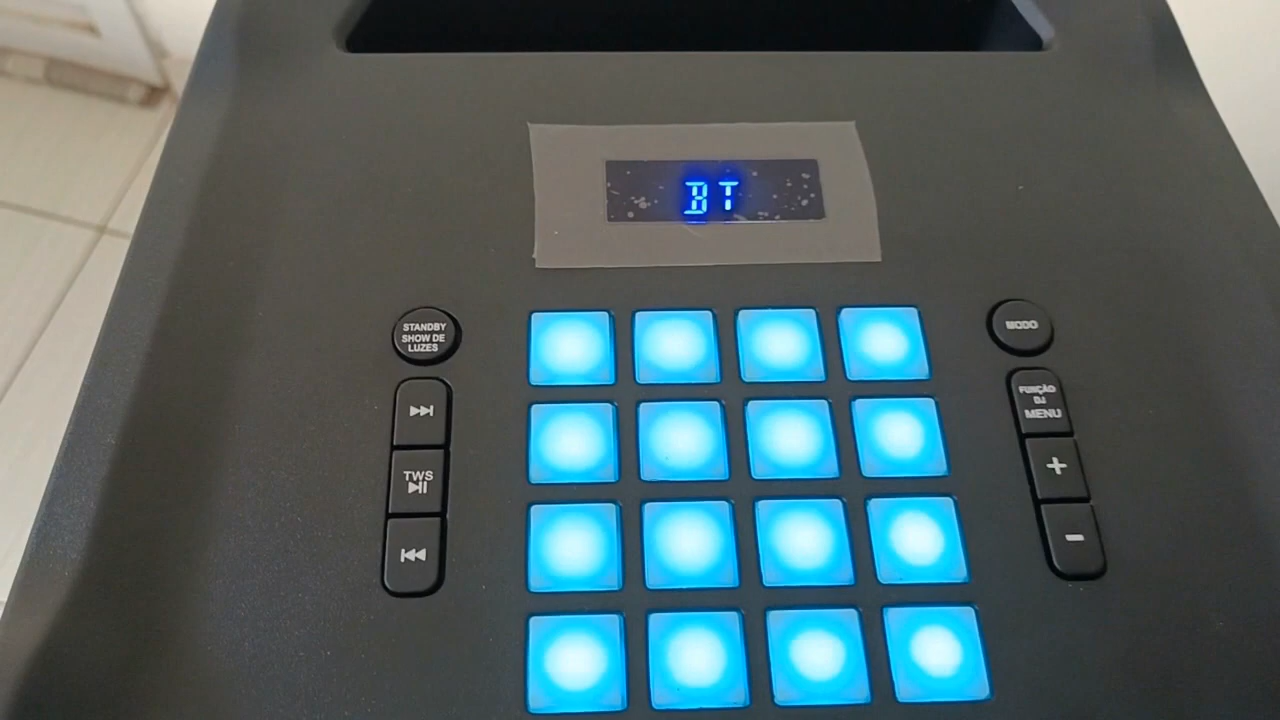 BT
STANDBY
SHOW DE
LUZES
MODO
FUNÇÃO
DJ
MENU
TWS